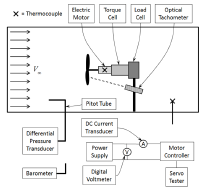 × = Thermocouple
Electric
Motor
Torque
Cell
Load
Cell
Optical
Tachometer
V∞
Pitot Tube
Differential
Pressure
Transducer
Barometer
DC Current
Transducer
A
Power
Supply
V
Motor
Controller
Digital
Voltmeter
Servo
Tester